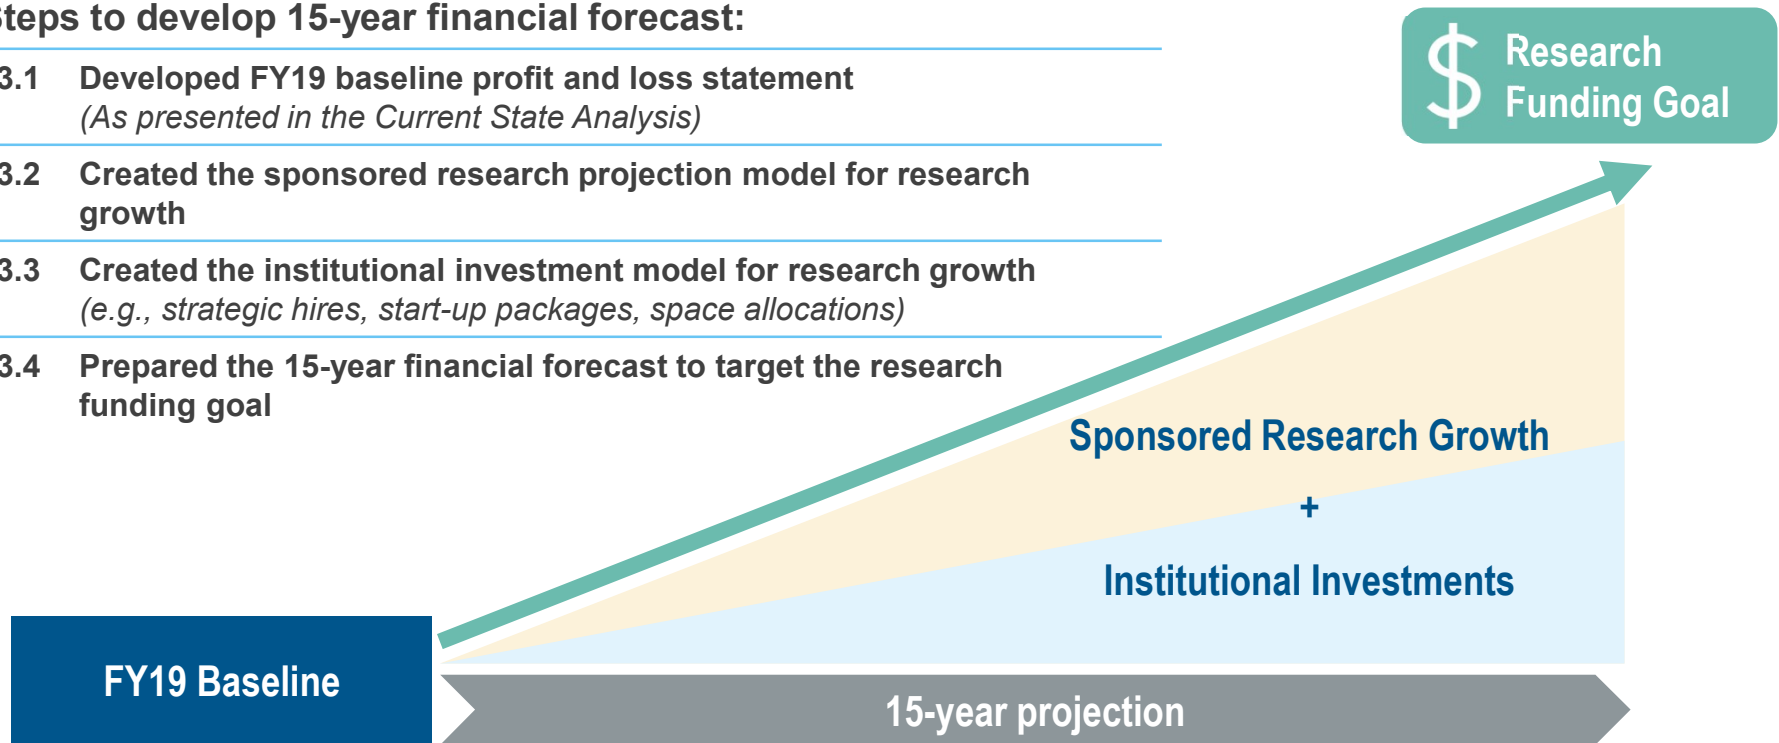 Steps to develop 15-year financial forecast:
3.1 Developed FY19 baseline profit and loss statement
(As presented in the Current State Analysis)
3.2 Created the sponsored research projection model for research
growth
3.3 Created the institutional investment model for research growth
(e.g., strategic hires, start-up packages, space allocations)
3.4 Prepared the 15-year financial forecast to target the research
funding goal
$ Research
Funding Goal
Sponsored Research Growth
+
Institutional Investments
FY19 Baseline
15-year projection